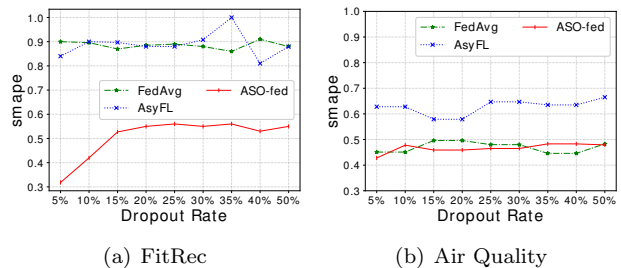 smape
0.9
0.8
0.7
0.6
0.5
0.4
0.3
FedAvg
AsyFL
ASO-fed
5% 10% 15% 20% 25% 30% 35% 40% 50%
Dropout Rate
(a) FitRec
smape
1.0
0.9
0.8
0.7
0.6
0.5
0.4
0.3
FedAvg
AsyFL
ASO-fed
5% 10% 15% 20% 25% 30% 35% 40% 50%
Dropout Rate
(b) Air Quality